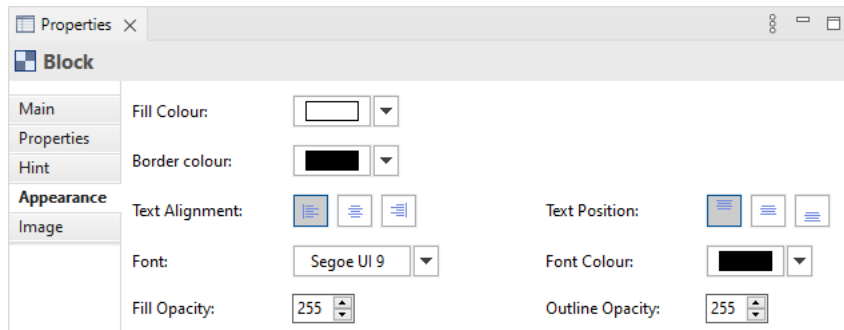 Properties
Block
Main
Properties
Hint
Appearance
Image
Fill Colour:
Border colour:
Text Alignment:
Text Position:
Font: Segoe UI 9
Font Colour:
Fill Opacity: 255
Outline Opacity: 255